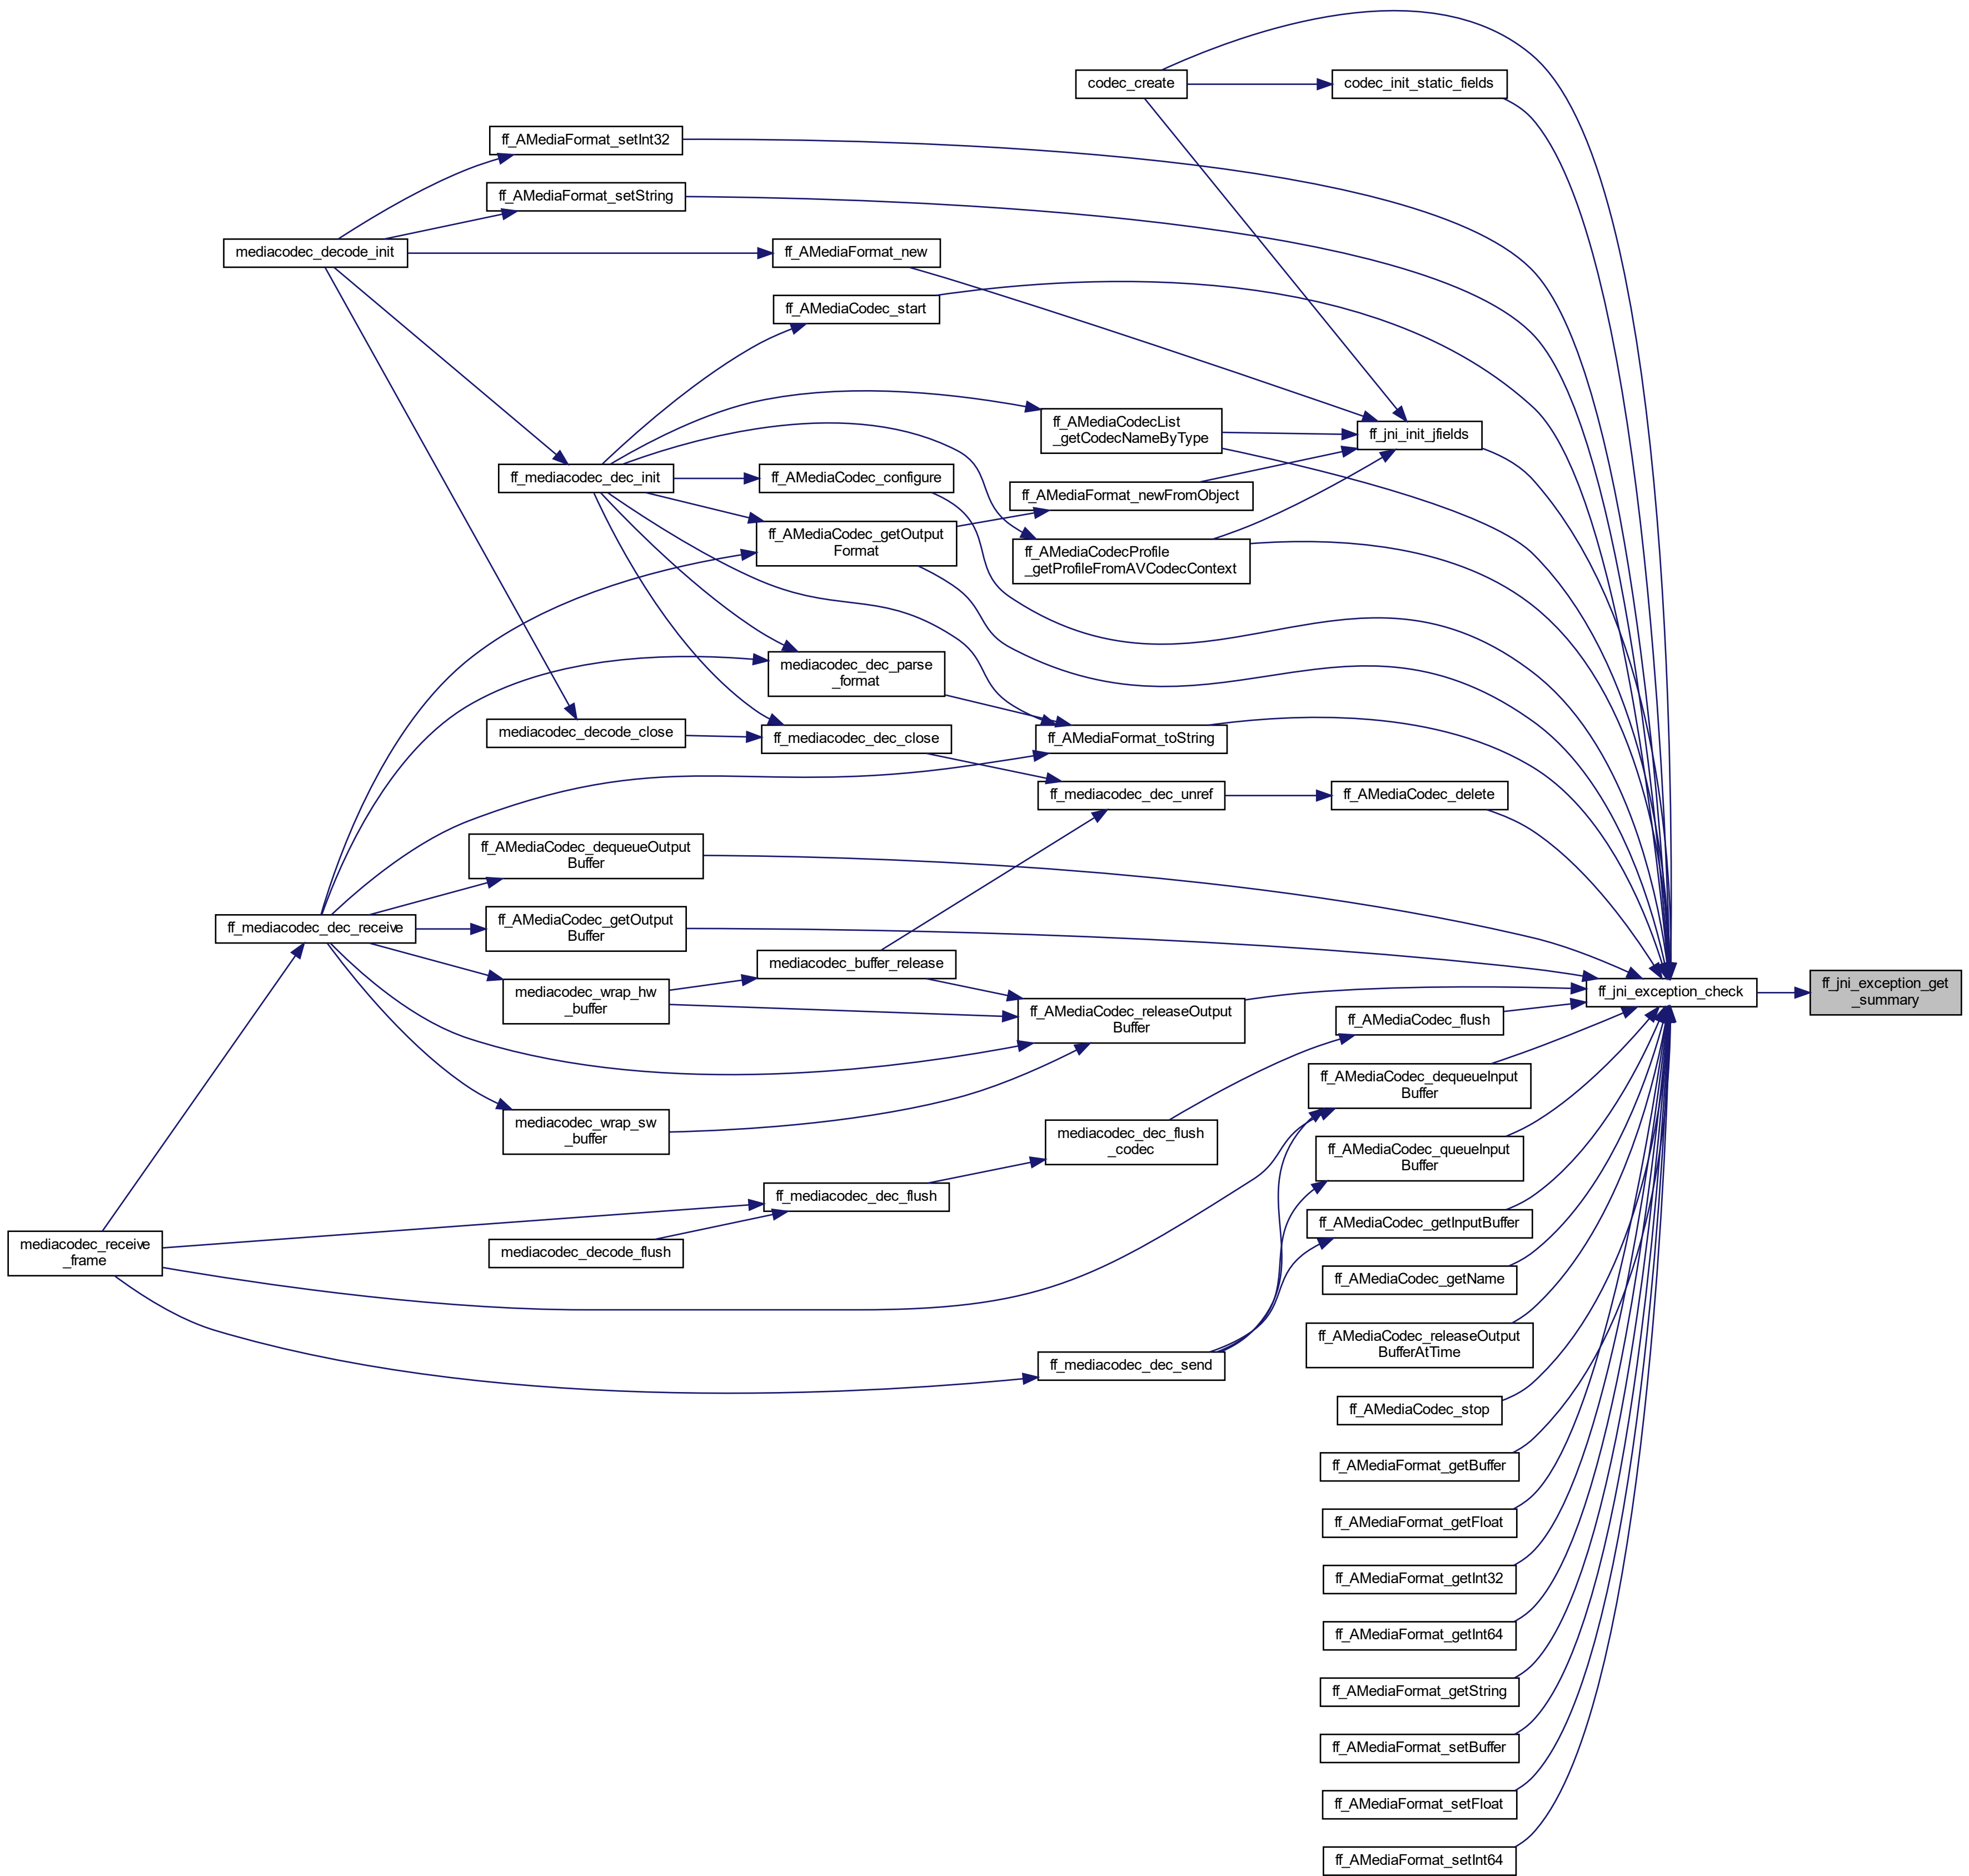 codec_create
codec_init_static_fields
ff_AMediaFormat_setInt32
ff_AMediaFormat_setString
mediacodec_decode_init
ff_AMediaFormat_new
ff_AMediaCodec_start
ff_AMediaCodecList
_getCodecNameByType
ff_jni_init_jfields
ff_mediacodec_dec_init
ff_AMediaCodec_configure
ff_AMediaFormat_newFromObject
ff_AMediaCodec_getOutput
Format
ff_AMediaCodecProfile
_getProfileFromAVCodecContext
mediacodec_dec_parse
_format
mediacodec_decode_close
ff_mediacodec_dec_close
ff_AMediaFormat_toString
ff_mediacodec_dec_unref
ff_AMediaCodec_delete
ff_AMediaCodec_dequeueOutput
Buffer
ff_mediacodec_dec_receive
ff_AMediaCodec_getOutput
Buffer
mediacodec_buffer_release
mediacodec_wrap_hw
_buffer
ff_AMediaCodec_releaseOutput
Buffer
ff_jni_exception_check
ff_jni_exception_get
_summary
ff_AMediaCodec_flush
ff_AMediaCodec_dequeueInput
Buffer
mediacodec_wrap_sw
_buffer
mediacodec_dec_flush
_codec
ff_AMediaCodec_queueInput
Buffer
ff_mediacodec_dec_flush
ff_AMediaCodec_getInputBuffer
mediacodec_receive
_frame
mediacodec_decode_flush
ff_AMediaCodec_getName
ff_AMediaCodec_releaseOutput
BufferAtTime
ff_mediacodec_dec_send
ff_AMediaCodec_stop
ff_AMediaFormat_getBuffer
ff_AMediaFormat_getFloat
ff_AMediaFormat_getInt32
ff_AMediaFormat_getInt64
ff_AMediaFormat_getString
ff_AMediaFormat_setBuffer
ff_AMediaFormat_setFloat
ff_AMediaFormat_setInt64